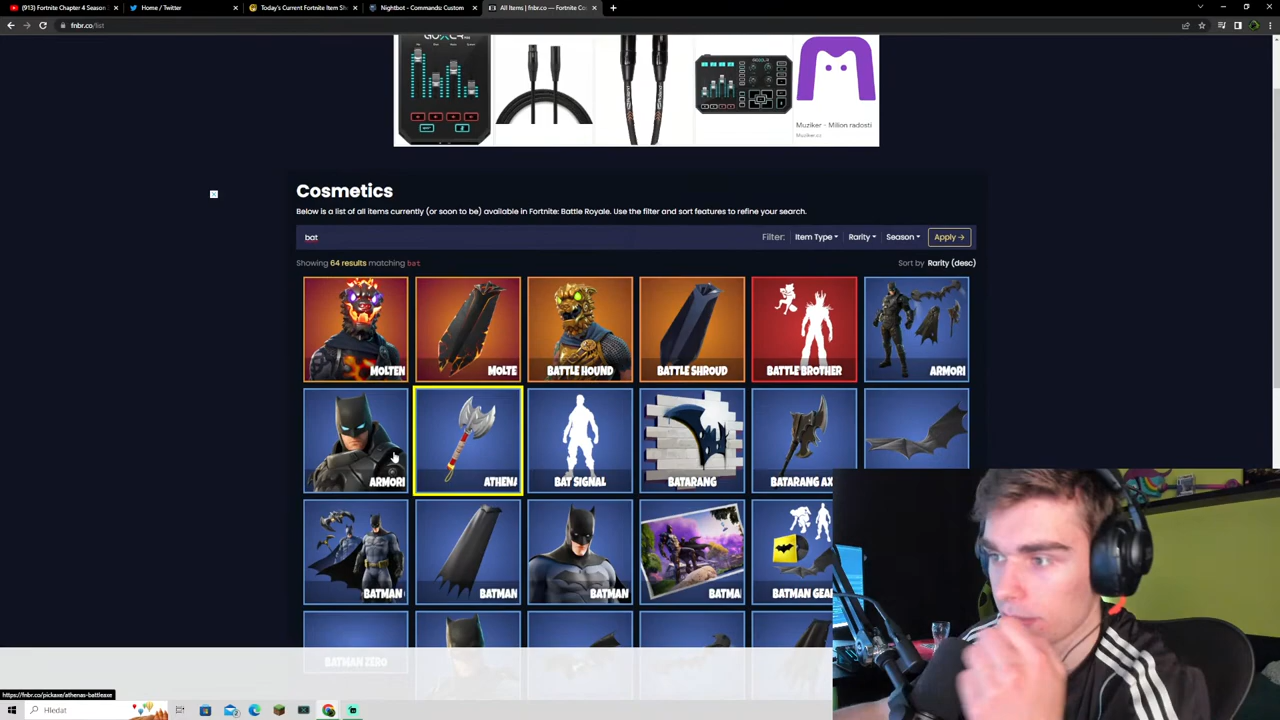 (913) Fortnite Chapter 4 Season
Home / Twitter
Today's Current Fortnite Item Sh
Nightbot - Commands: Custom
All Items | fnbr.co — Fortnite Co
fnbr.co/list
Muziker - Milion radosti
Muziker.cz
Cosmetics
Below is a list of all items currently (or soon to be) available in Fortnite: Battle Royale. Use the filter and sort features to refine your search.
bat
Filter: Item Type Rarity Season Apply →
Showing 64 results matching bat
Sort by Rarity (desc)
MOLTEN
MOLTE
BATTLE HOUND
BATTLE SHROUD
BATTLE BROTHER
ARMORI
ARMORI
ATHENA
BAT SIGNAL
BATARANG
BATARANG AX
BATMAN
BATMAN
BATMAN
BATMA
BATMAN GEA
BATMAN ZERO
https://fnbr.co/pickaxe/athenas-battleaxe
Hledat